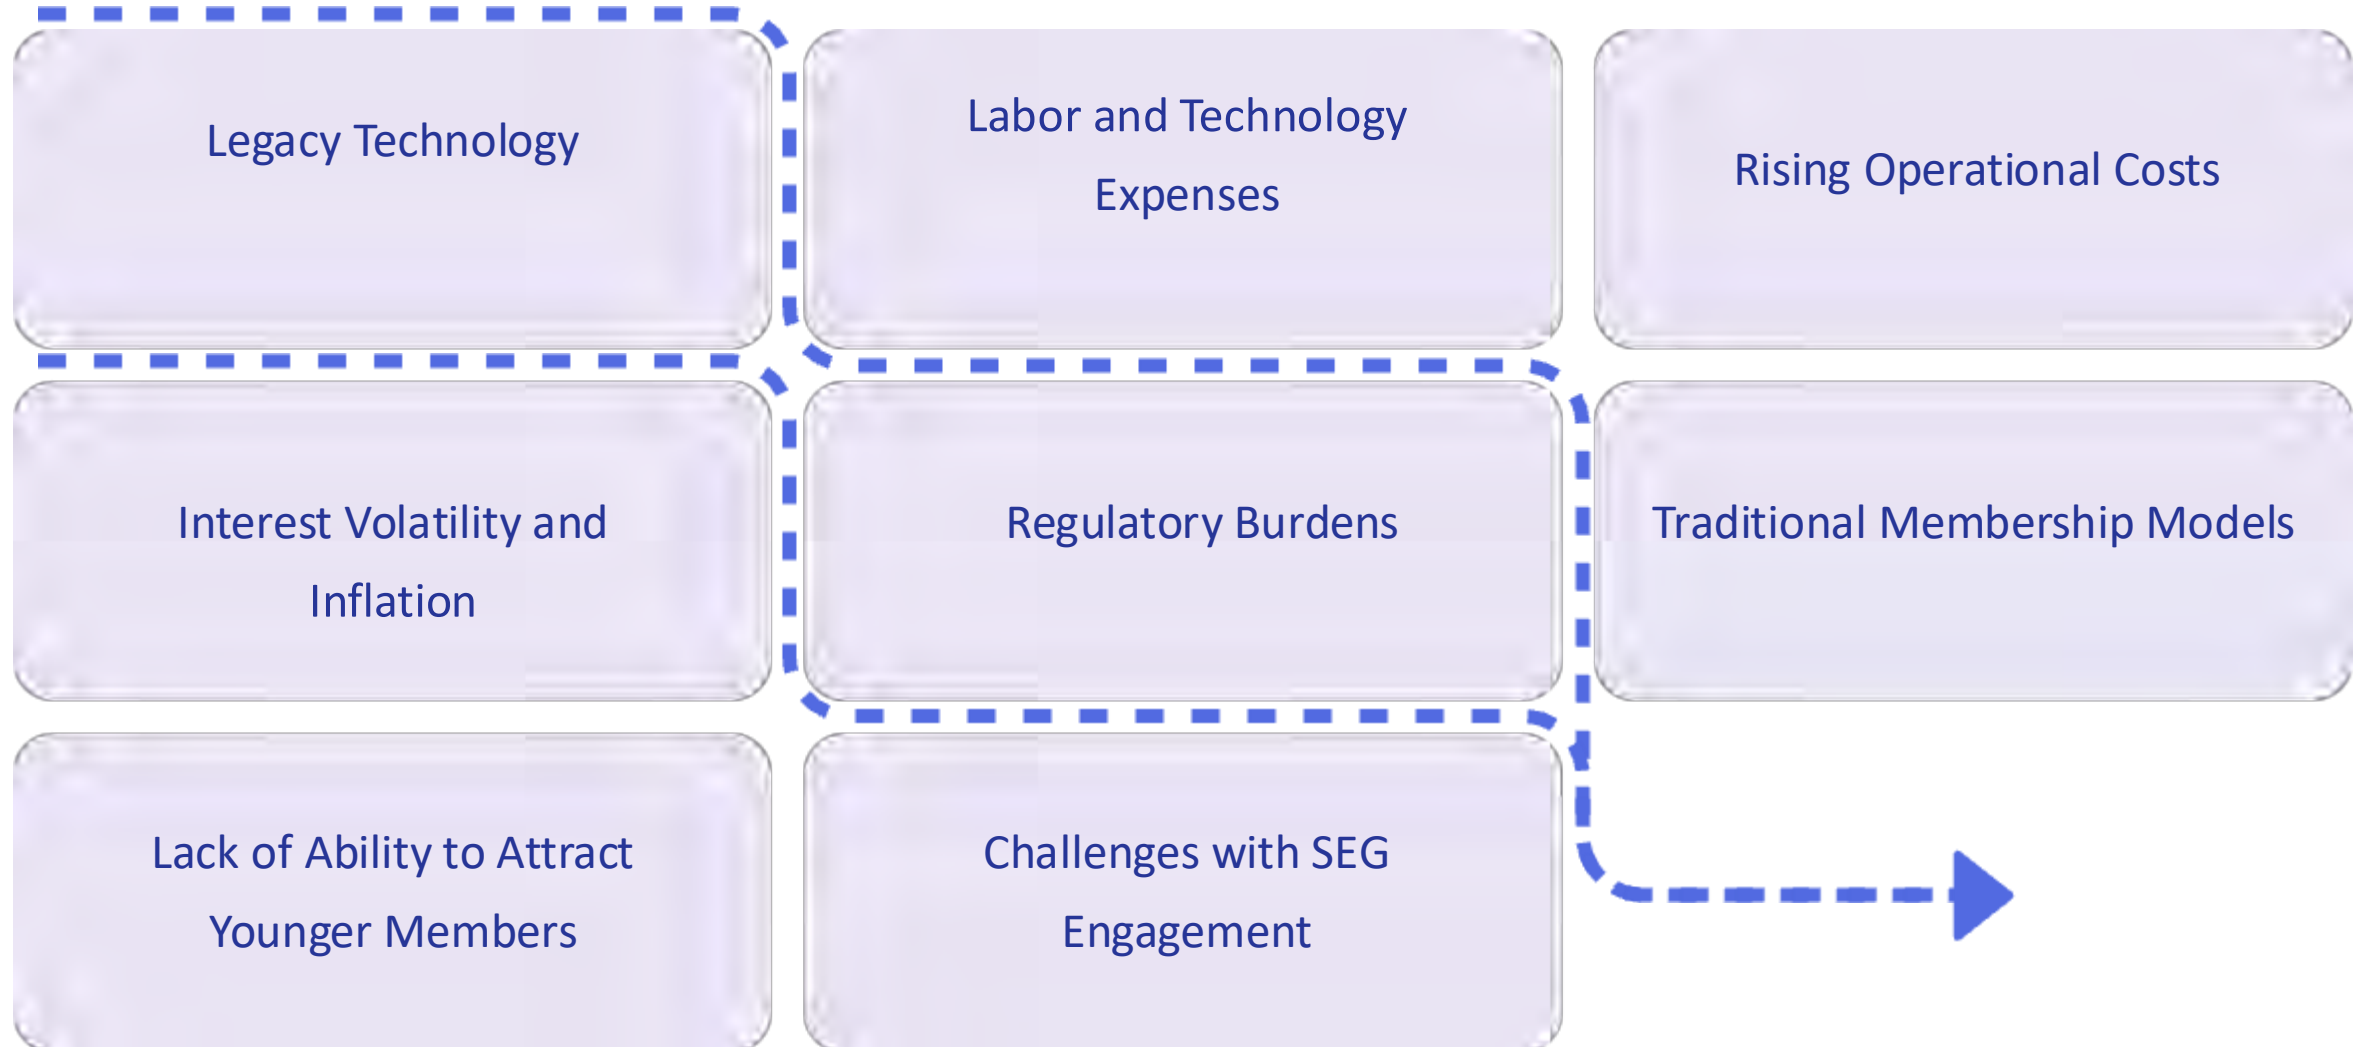 Legacy Technology
Labor and Technology
Expenses
Rising Operational Costs
Interest Volatility and
Inflation
Regulatory Burdens
Traditional Membership Models
Lack of Ability to Attract
Younger Members
Challenges with SEG
Engagement